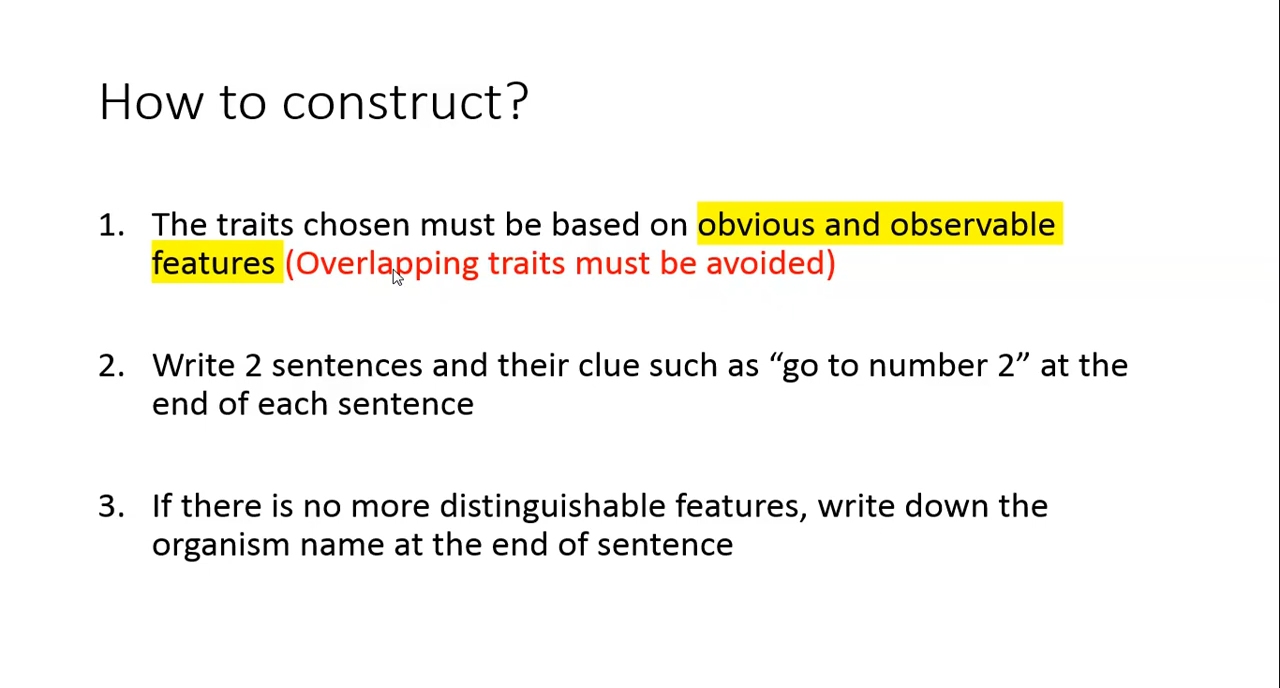 How to construct?
1. The traits chosen must be based on obvious and observable
features (Overlapping traits must be avoided)
2. Write 2 sentences and their clue such as “go to number 2” at the
end of each sentence
3. If there is no more distinguishable features, write down the
organism name at the end of sentence